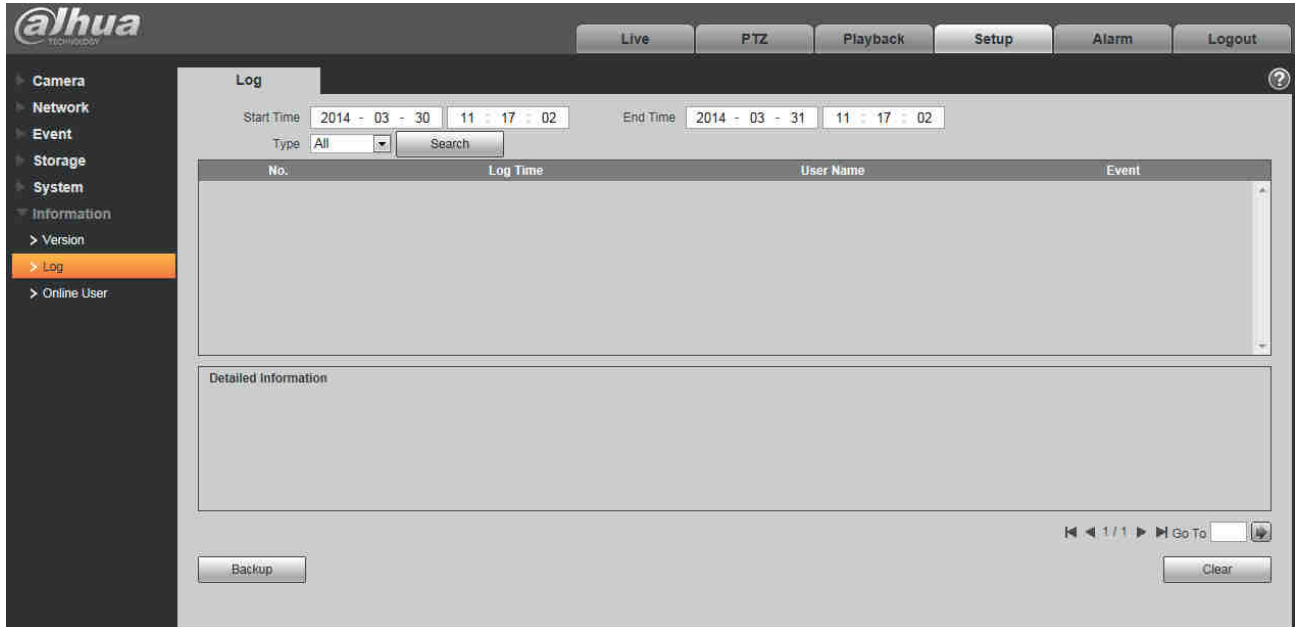 alhua
TECHNOLOGY
Live PTZ Playback Setup Alarm Logout
Camera
Network
Event
Storage
System
Information
> Version
> Log
> Online User
Log
?
Start Time 2014 - 03 - 30 11 : 17 : 02 End Time 2014 - 03 - 31 11 : 17 : 02
Type All Search
No. Log Time User Name Event
Detailed Information
1 / 1 Go To
Backup Clear